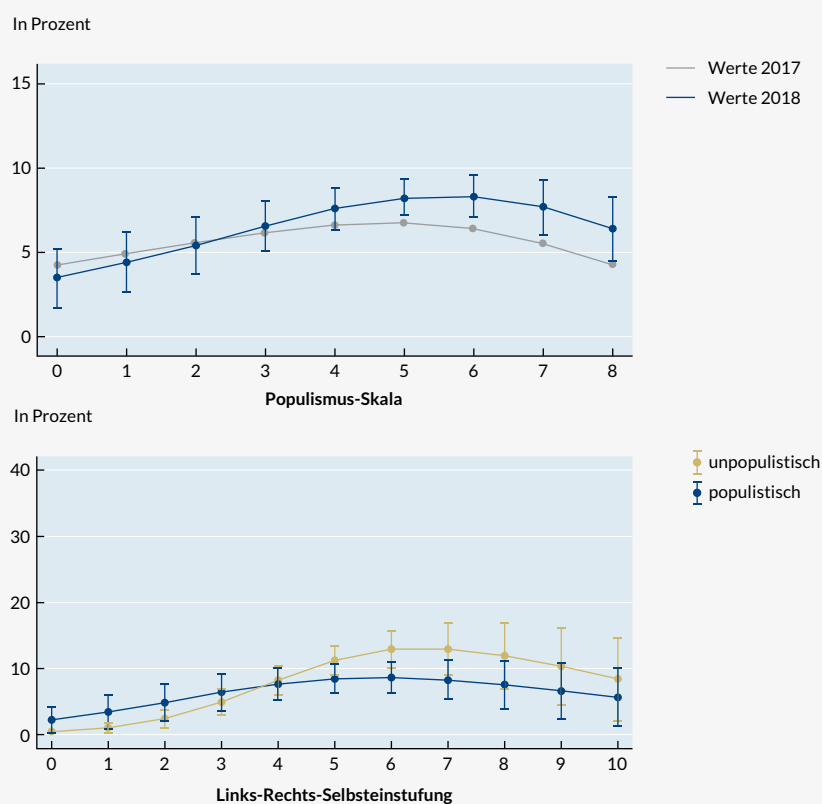 In Prozent
15
10
5
0
0 1 2 3 4 5 6 7 8
Populismus-Skala
Werte 2017
Werte 2018
In Prozent
40
30
20
10
0
0 1 2 3 4 5 6 7 8 9 10
Links-Rechts-Selbsteinstufung
unpopulistisch
populistisch